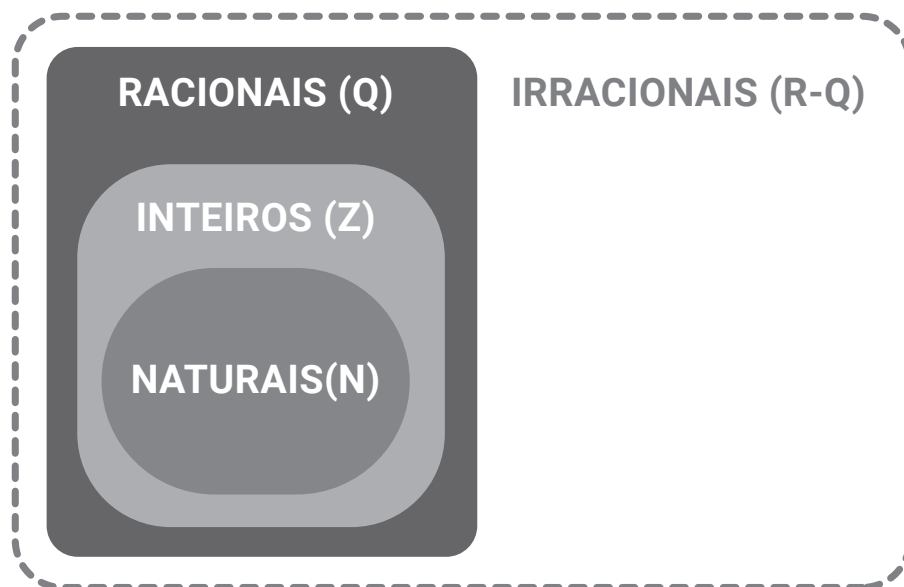 RACIONAIS (Q)
IRRACIONAIS (R-Q)
INTEIROS (Z)
NATURAIS(N)